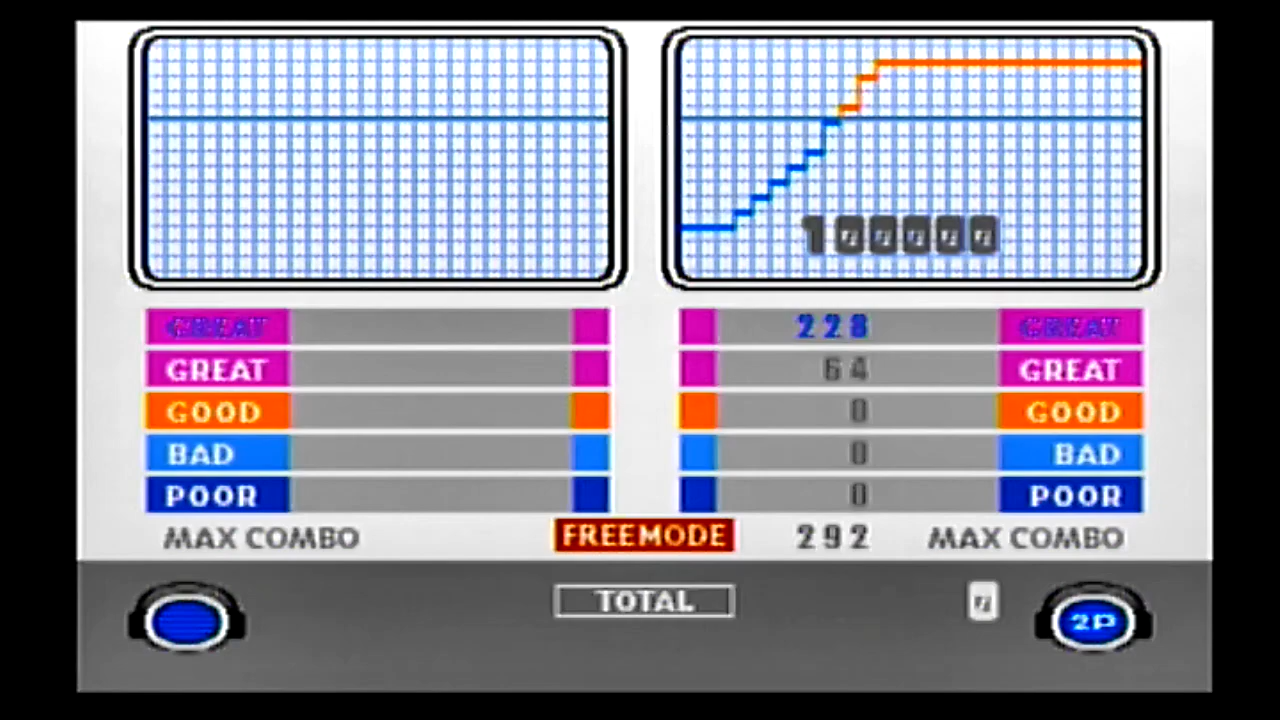 100000
GREAT 228 GREAT
GREAT 64 GREAT
GOOD 0 GOOD
BAD 0 BAD
POOR 0 POOR
MAX COMBO FREEMODE 292 MAX COMBO
TOTAL 0
2P